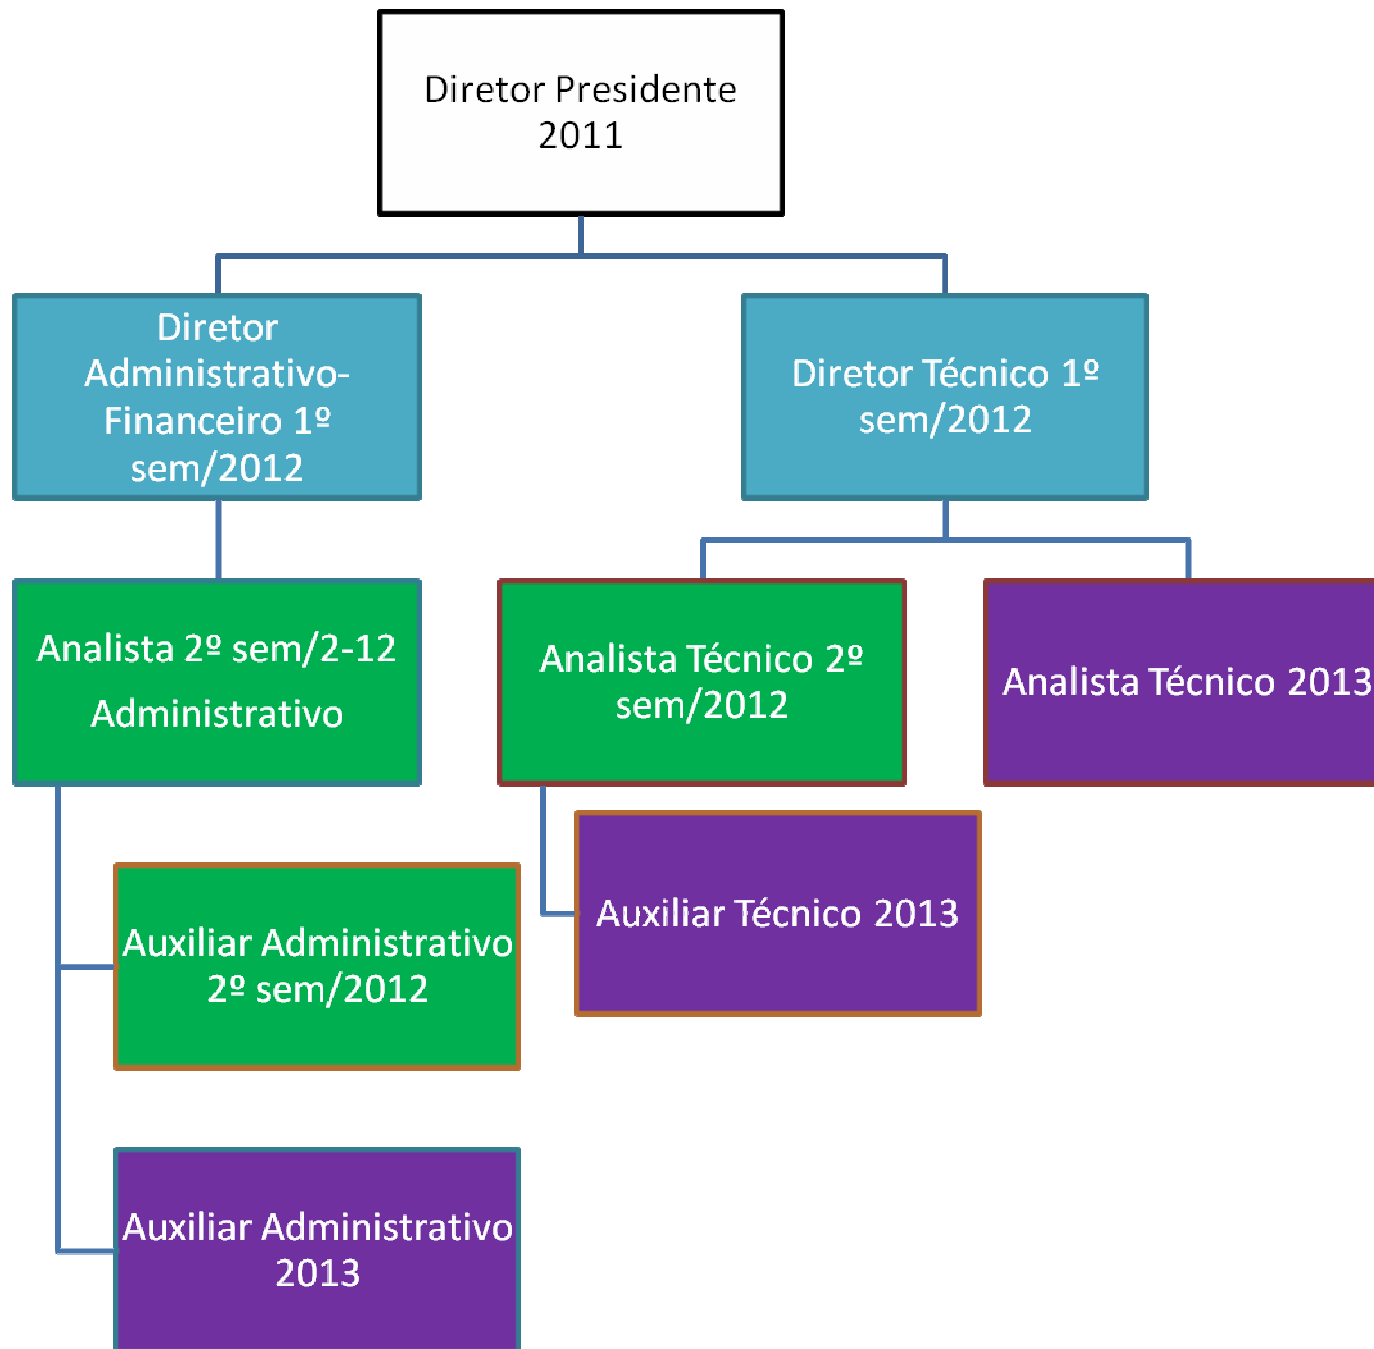 Diretor Presidente
2011
Diretor
Administrativo-
Financeiro 1º
sem/2012
Diretor Técnico 1º
sem/2012
Analista 2º sem/2-12
Administrativo
Analista Técnico 2º
sem/2012
Analista Técnico 2013
Auxiliar Administrativo
2º sem/2012
Auxiliar Técnico 2013
Auxiliar Administrativo
2013